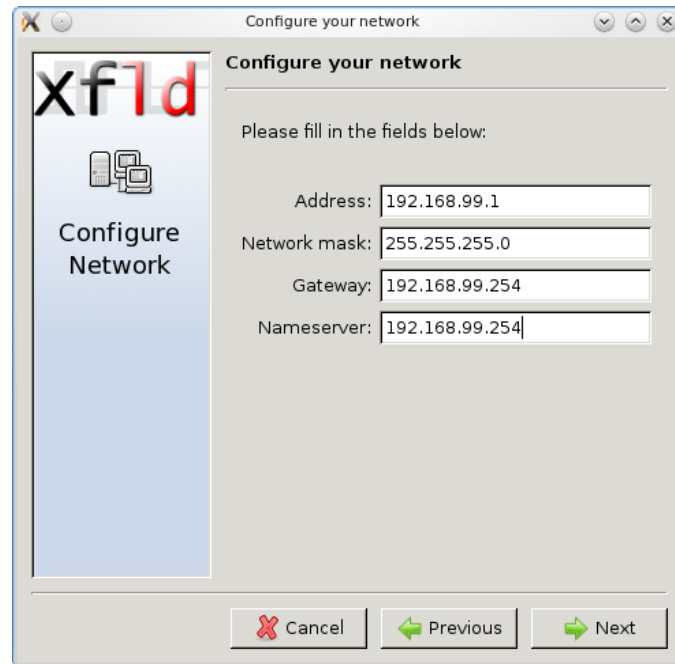 Configure your network
xfld
Configure
Network
Configure your network
Please fill in the fields below:
Address: 192.168.99.1
Network mask: 255.255.255.0
Gateway: 192.168.99.254
Nameserver: 192.168.99.254
Cancel Previous Next